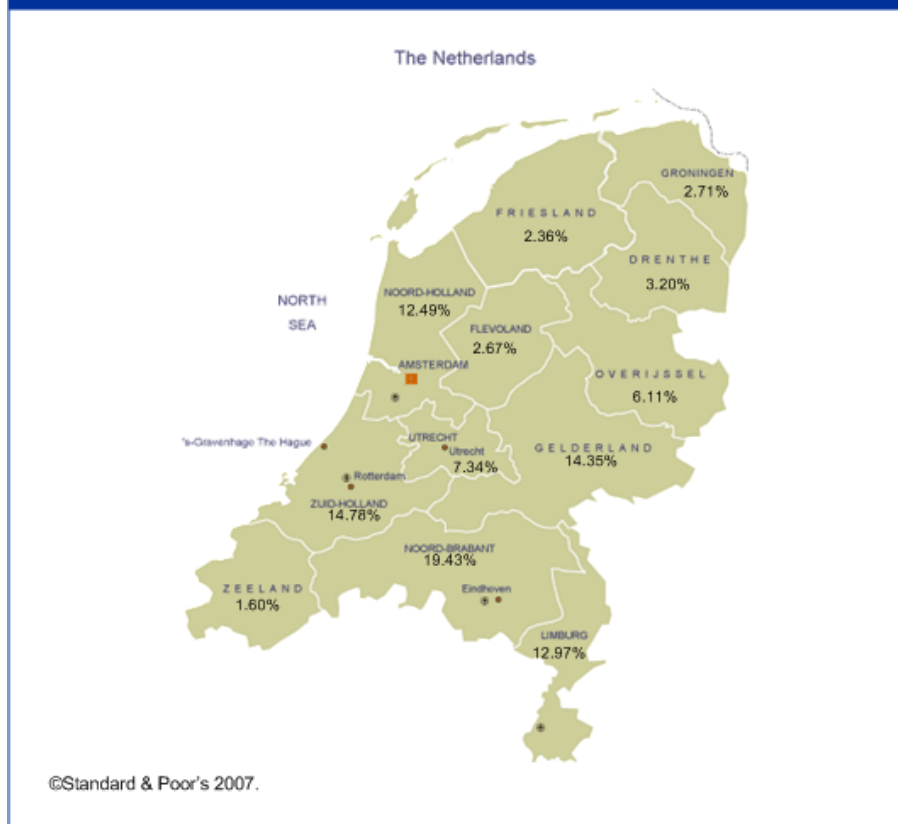 The Netherlands
GRONINGEN
2.71%
FRIESLAND
2.36%
DRENTHE
3.20%
NOORD-HOLLAND
12.49%
NORTH
SEA
FLEVOLAND
2.67%
AMSTERDAM
OVERIJSSEL
6.11%
's-Gravenhage The Hague
UTRECHT
Utrecht
7.34%
GELDERLAND
14.35%
Rotterdam
ZUID-HOLLAND
14.78%
NOORD-BRABANT
19.43%
ZEELAND
1.60%
Eindhoven
LIMBURG
12.97%
©Standard & Poor's 2007.